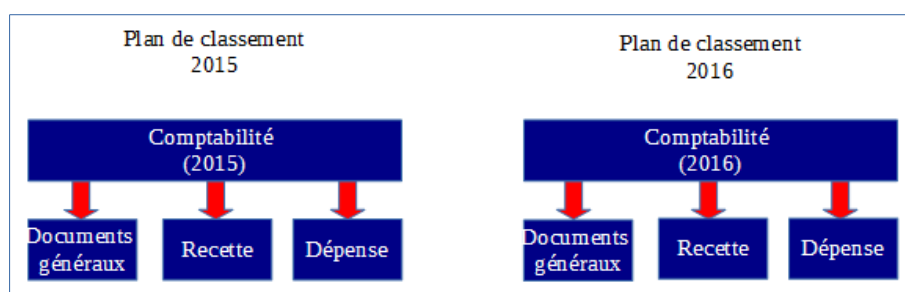 Plan de classement
2015
Comptabilité
(2015)
Documents
généraux
Recette
Dépense
Plan de classement
2016
Comptabilité
(2016)
Documents
généraux
Recette
Dépense